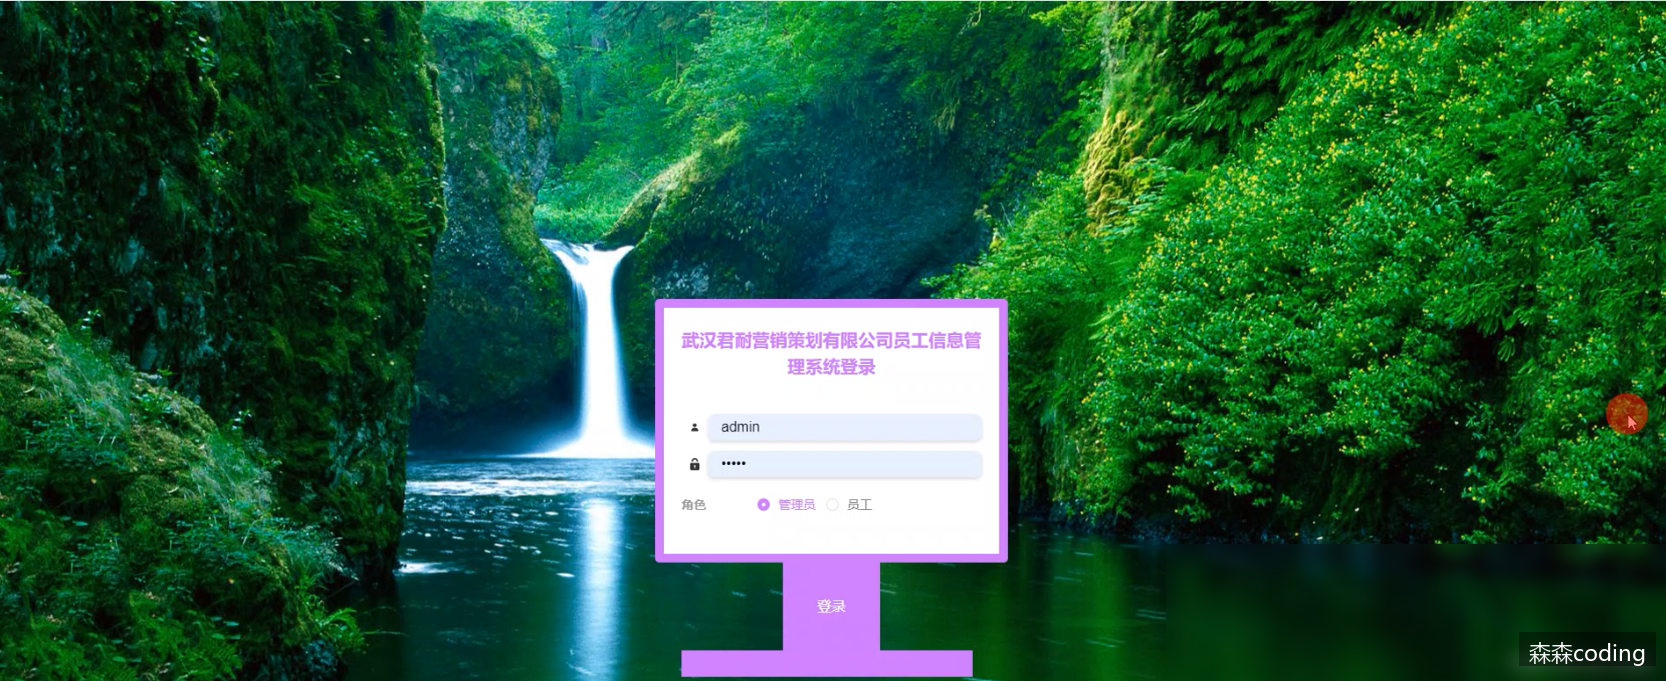 武汉君耐营销策划有限公司员工信息管
理系统登录
admin
•••••
角色 管理员 员工
登录
森森coding